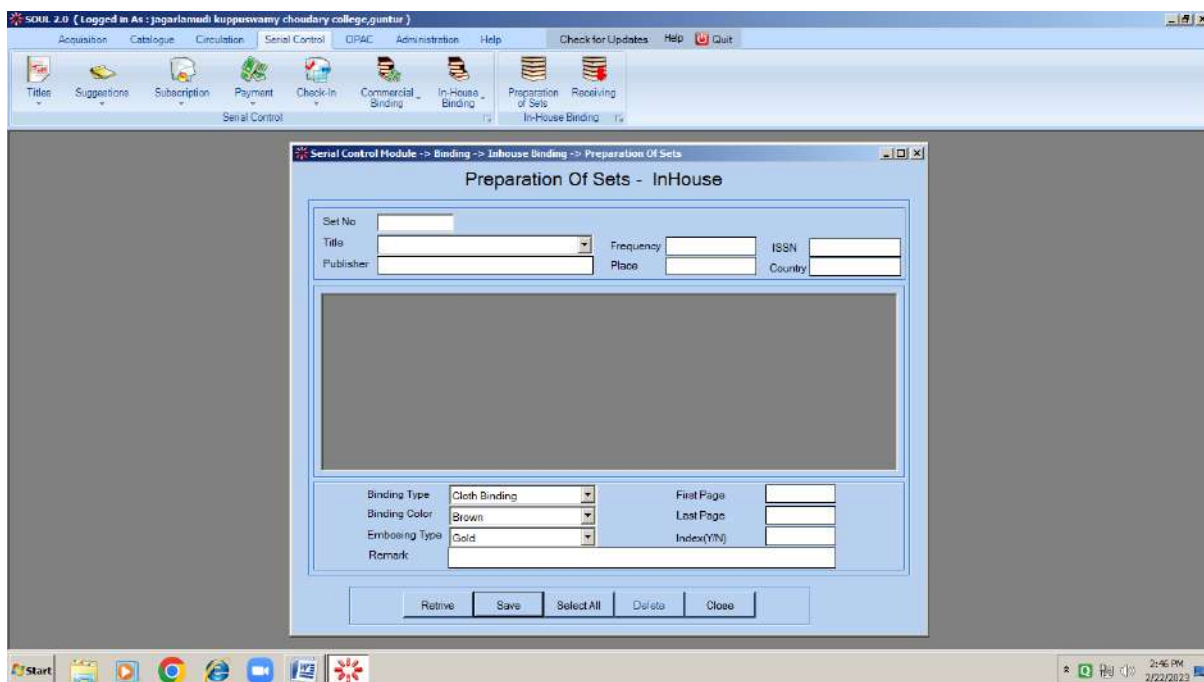 SOUL 2.0 ( Logged in As : jagarlamudi kuppuswamy choudary college,guntur )
Acquisition Catalogue Circulation Serial Control OPAC Administration Help Check for Updates Help Quit
Titles Suggestions Subscription Payment Check-In Commercial Binding In-House Binding Preparation of Sets Receiving
Serial Control In-House Binding
Serial Control Module -> Binding -> Inhouse Binding -> Preparation Of Sets
Preparation Of Sets - InHouse
Set No
Title Frequency ISSN
Publisher Place Country
Binding Type Cloth Binding First Page
Binding Color Brown Last Page
Embosing Type Gold Index(Y/N)
Remark
Retrive Save Select All Delete Close
Start 2:46 PM
2/22/2023